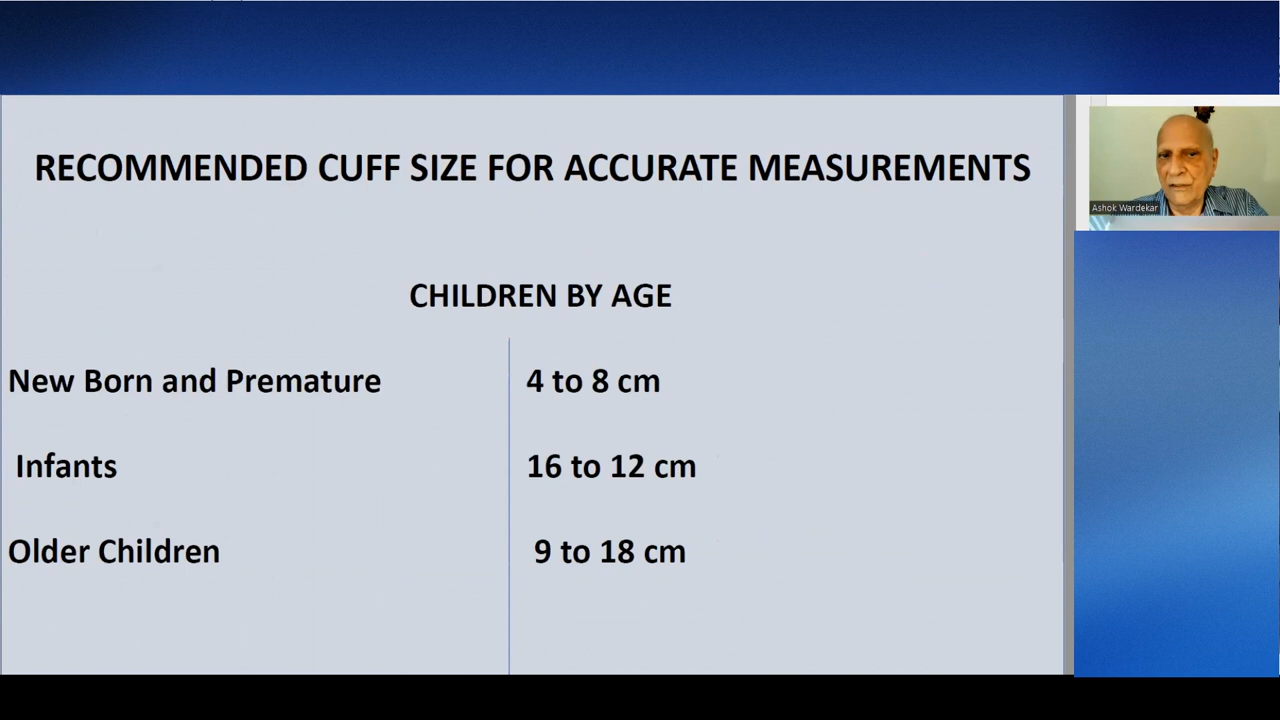 RECOMMENDED CUFF SIZE FOR ACCURATE MEASUREMENTS
CHILDREN BY AGE
New Born and Premature 4 to 8 cm
Infants 16 to 12 cm
Older Children 9 to 18 cm
Ashok Wardekar